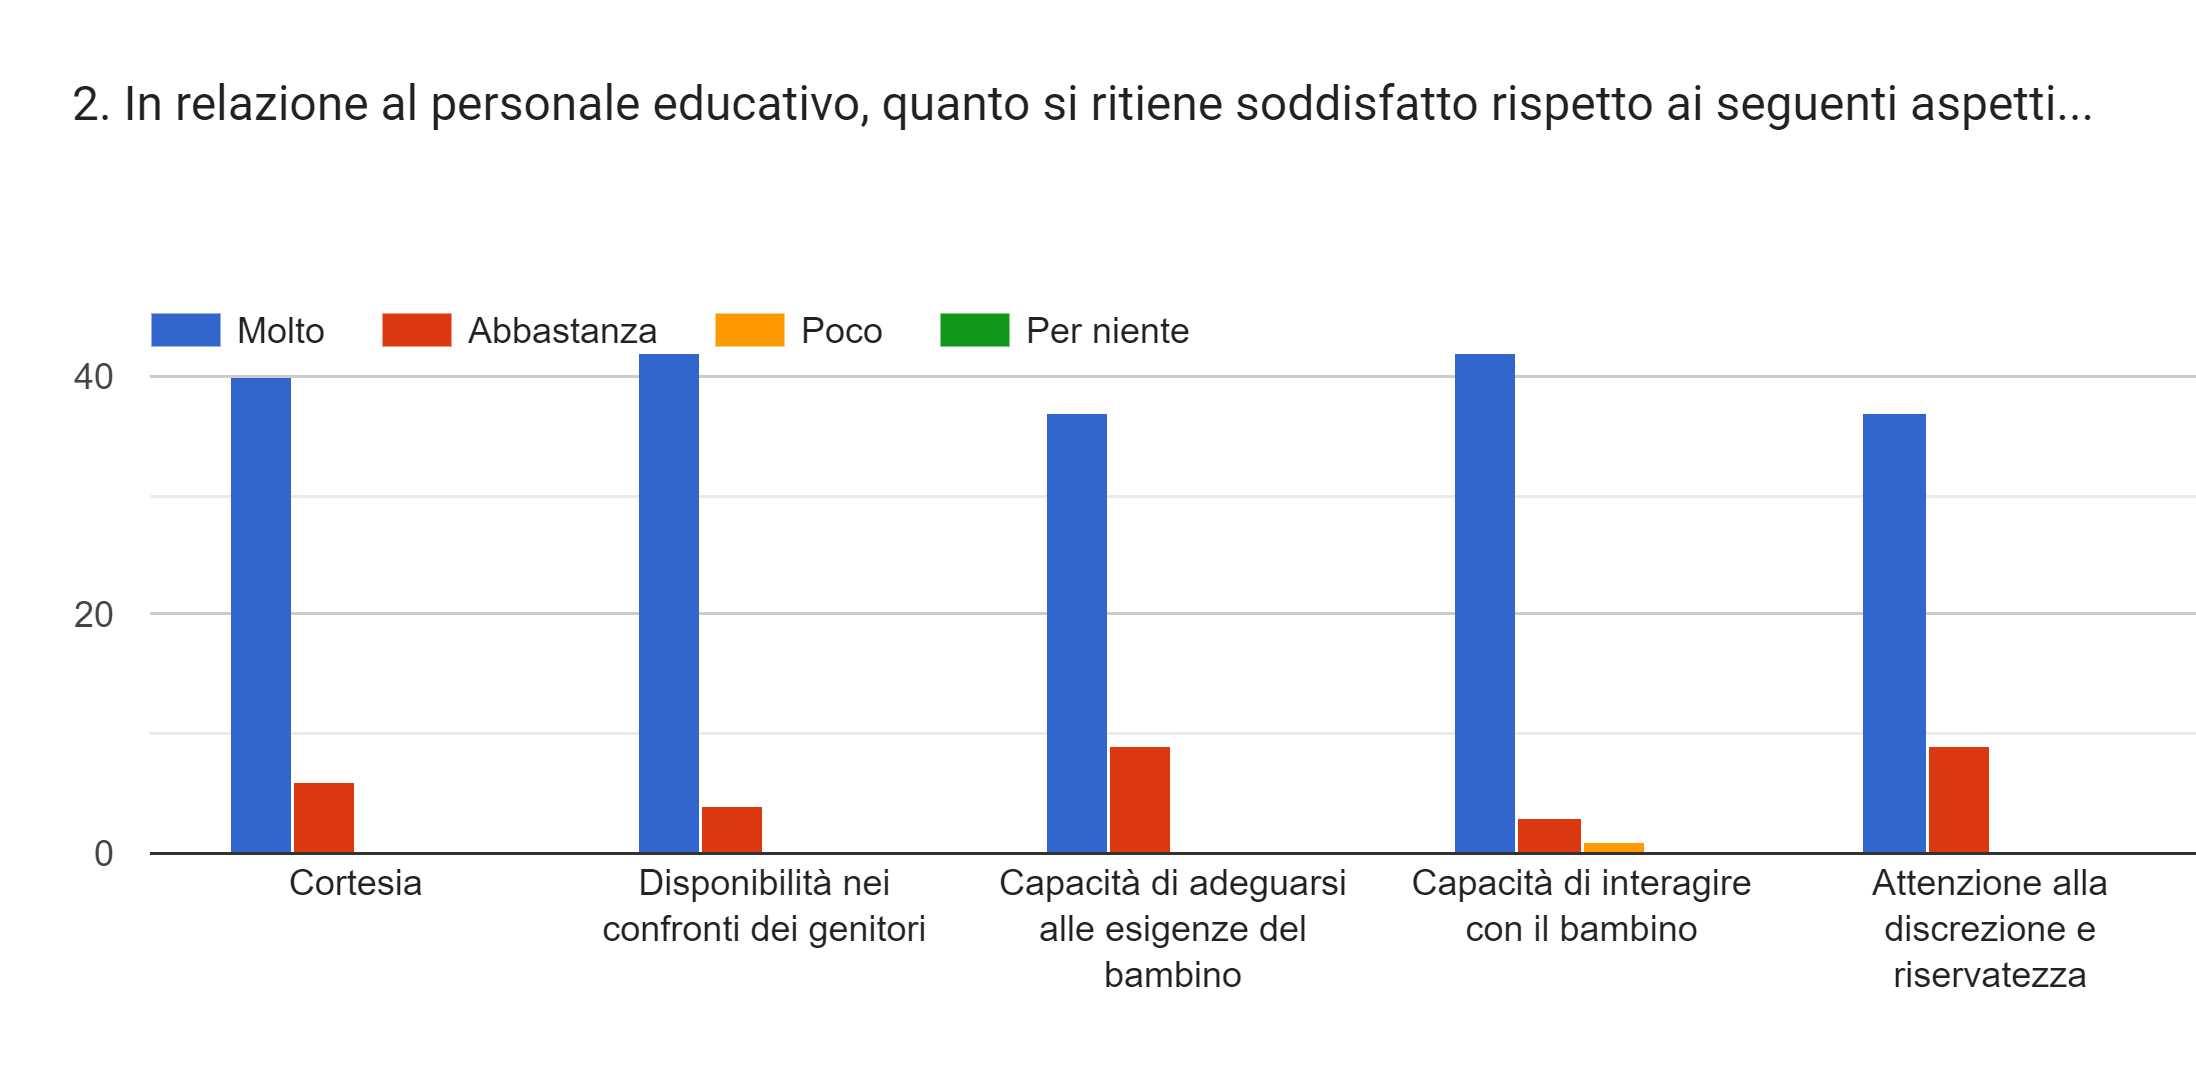 2. In relazione al personale educativo, quanto si ritiene soddisfatto rispetto ai seguenti aspetti...
Molto Abbastanza Poco Per niente
40
20
0
Cortesia
Disponibilità nei
confronti dei genitori
Capacità di adeguarsi
alle esigenze del
bambino
Capacità di interagire
con il bambino
Attenzione alla
discrezione e
riservatezza